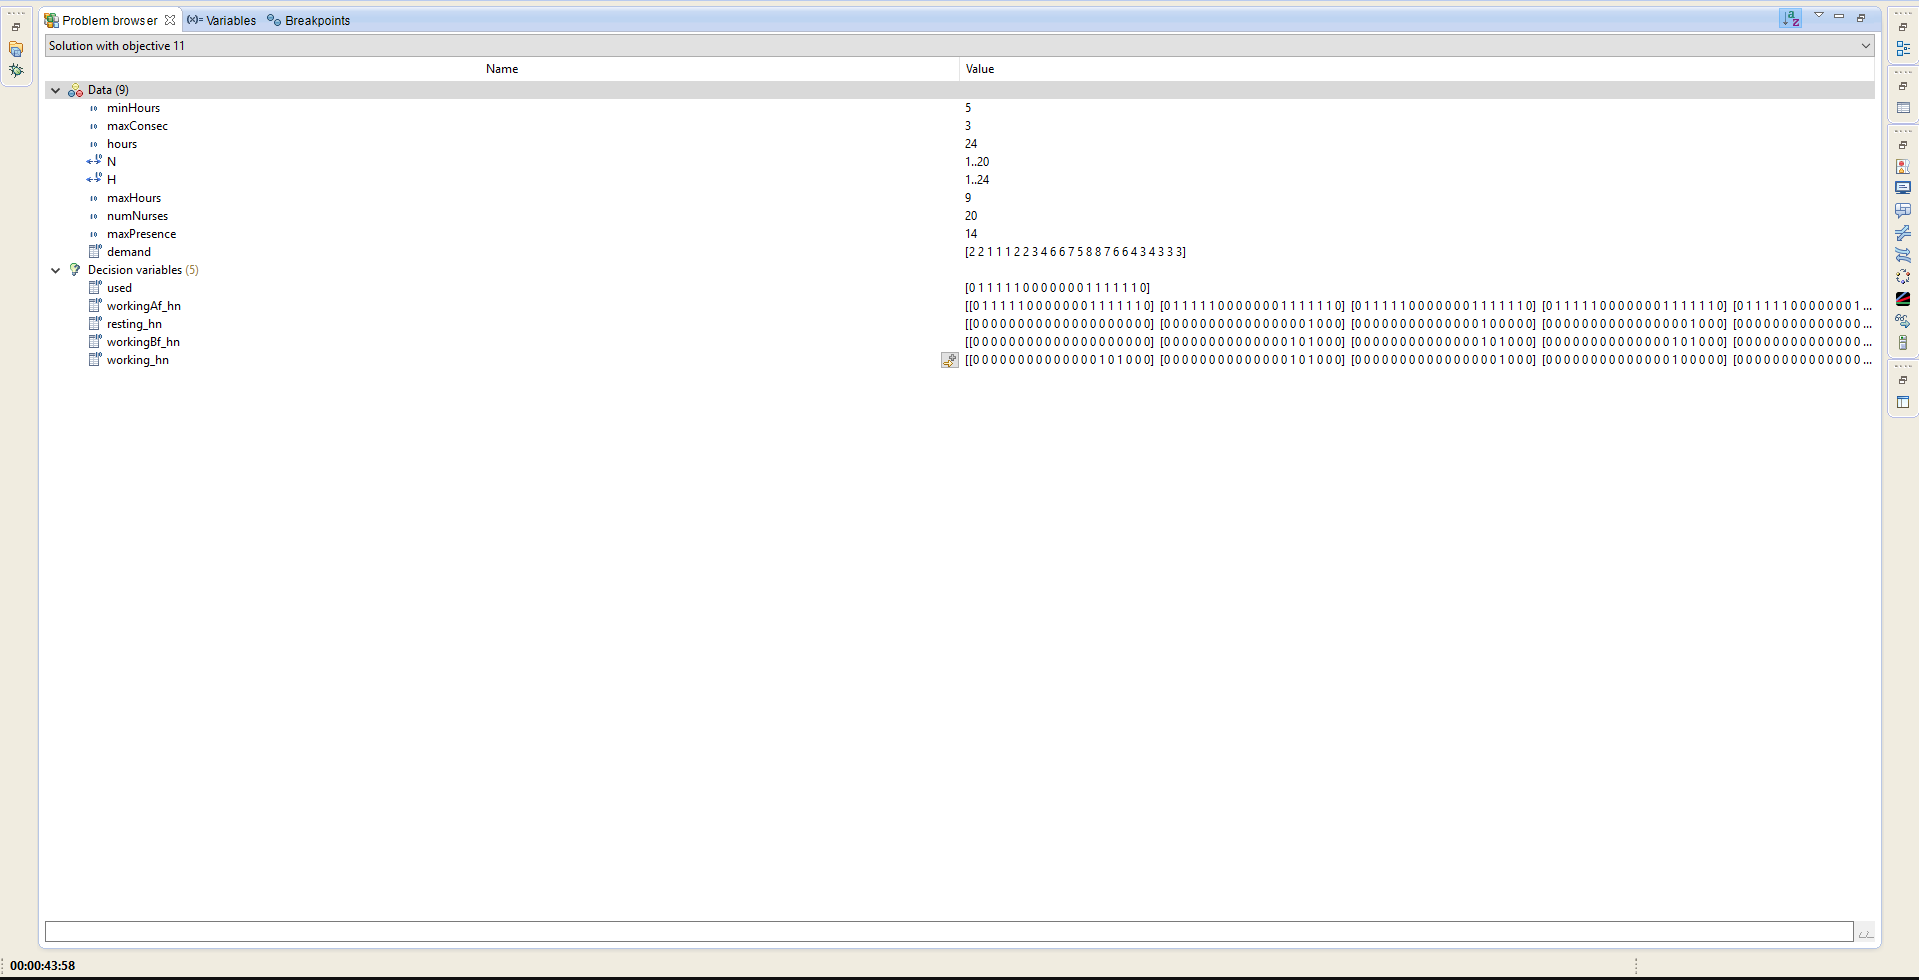 Problem browser
(x)= Variables
Breakpoints
Solution with objective 11
Name Value
Data (9)
minHours 5
maxConsec 3
hours 24
N 1..20
H 1..24
maxHours 9
numNurses 20
maxPresence 14
demand [2 2 1 1 1 2 2 3 4 6 6 7 5 8 8 7 6 6 4 3 4 3 3 3]
Decision variables (5)
used [0 1 1 1 1 1 0 0 0 0 0 0 0 1 1 1 1 1 1 0]
workingAf_hn [[0 1 1 1 1 1 0 0 0 0 0 0 0 1 1 1 1 1 1 0] [0 1 1 1 1 1 0 0 0 0 0 0 0 1 1 1 1 1 1 0] [0 1 1 1 1 1 0 0 0 0 0 0 0 1 1 1 1 1 1 0] [0 1 1 1 1 1 0 0 0 0 0 0 0 1 1 1 1 1 1 0] [0 1 1 1 1 1 0 0 0 0 0 0 0 1 ...
resting_hn [[0 0 0 0 0 0 0 0 0 0 0 0 0 0 0 0 0 0 0 0] [0 0 0 0 0 0 0 0 0 0 0 0 0 0 0 0 1 0 0 0] [0 0 0 0 0 0 0 0 0 0 0 0 0 0 1 0 0 0 0 0] [0 0 0 0 0 0 0 0 0 0 0 0 0 0 0 0 1 0 0 0] [0 0 0 0 0 0 0 0 0 0 0 0 0 0 ...
workingBf_hn [[0 0 0 0 0 0 0 0 0 0 0 0 0 0 0 0 0 0 0 0] [0 0 0 0 0 0 0 0 0 0 0 0 0 0 1 0 1 0 0 0] [0 0 0 0 0 0 0 0 0 0 0 0 0 0 1 0 1 0 0 0] [0 0 0 0 0 0 0 0 0 0 0 0 0 0 1 0 1 0 0 0] [0 0 0 0 0 0 0 0 0 0 0 0 0 0 ...
working_hn [[0 0 0 0 0 0 0 0 0 0 0 0 0 0 1 0 1 0 0 0] [0 0 0 0 0 0 0 0 0 0 0 0 0 0 1 0 1 0 0 0] [0 0 0 0 0 0 0 0 0 0 0 0 0 0 0 0 1 0 0 0] [0 0 0 0 0 0 0 0 0 0 0 0 0 0 1 0 0 0 0 0] [0 0 0 0 0 0 0 0 0 0 0 0 0 0 ...
00:00:43:58